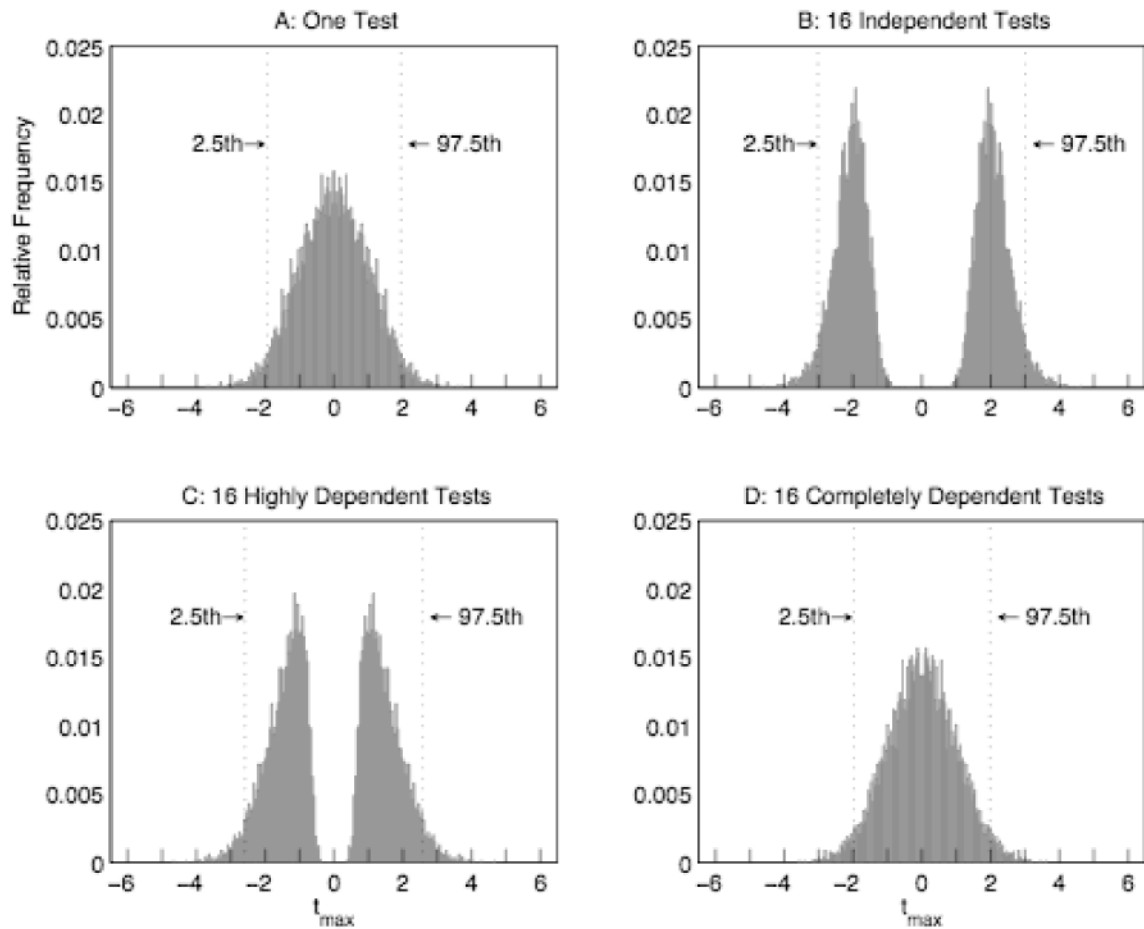 A: One Test
B: 16 Independent Tests
Relative Frequency
0.025
0.02
0.015
0.01
0.005
0
2.5th
97.5th
−6 −4 −2 0 2 4 6
0.025
0.02
0.015
0.01
0.005
0
2.5th
97.5th
−6 −4 −2 0 2 4 6
C: 16 Highly Dependent Tests
D: 16 Completely Dependent Tests
0.025
0.02
0.015
0.01
0.005
0
2.5th
97.5th
−6 −4 −2 0 2 4 6
t_max
0.025
0.02
0.015
0.01
0.005
0
2.5th
97.5th
−6 −4 −2 0 2 4 6
t_max